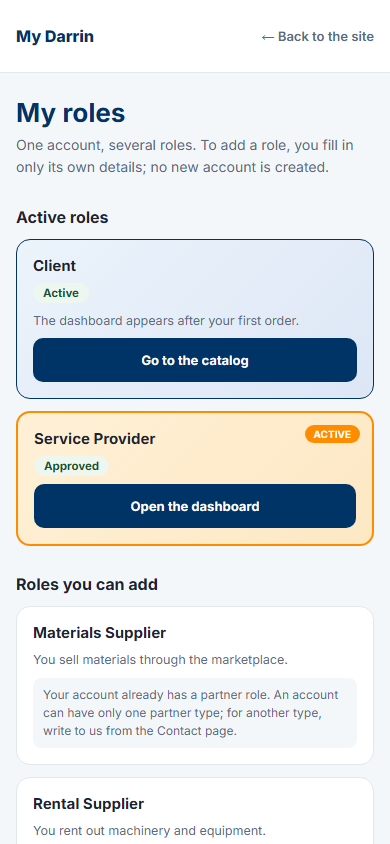 My Darrin
← Back to the site
My roles
One account, several roles. To add a role, you fill in
only its own details; no new account is created.
Active roles
Client
Active
The dashboard appears after your first order.
Go to the catalog
Service Provider
ACTIVE
Approved
Open the dashboard
Roles you can add
Materials Supplier
You sell materials through the marketplace.
Your account already has a partner role. An account
can have only one partner type; for another type,
write to us from the Contact page.
Rental Supplier
You rent out machinery and equipment.